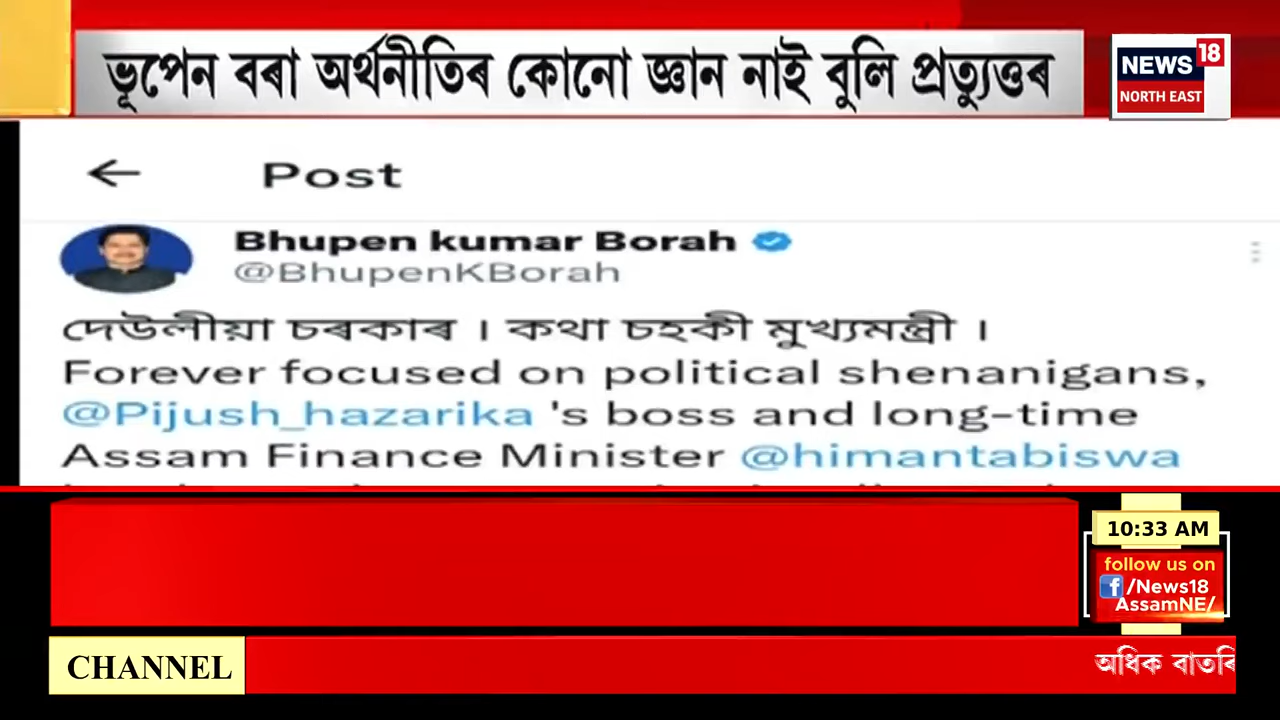 ভূপেন বৰা অৰ্থনীতিৰ কোনো জ্ঞান নাই বুলি প্ৰত্যুত্তৰ
NEWS 18
NORTH EAST
← Post
Bhupen kumar Borah
@BhupenKBorah
দেউলীয়া চৰকাৰ । কথা চহকী মুখ্যমন্ত্ৰী ।
Forever focused on political shenanigans,
@Pijush_hazarika 's boss and long-time
Assam Finance Minister @himantabiswa
10:33 AM
follow us on
f /News18
AssamNE/
CHANNEL
অধিক বাতৰি